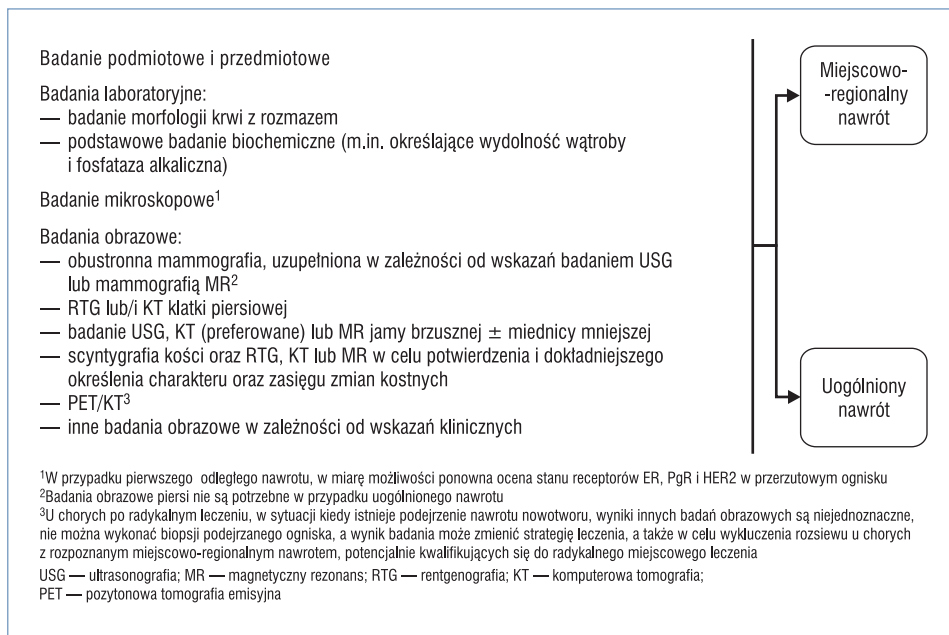 Badanie podmiotowe i przedmiotowe
Badania laboratoryjne:
— badanie morfologii krwi z rozmazem
— podstawowe badanie biochemiczne (m.in. określające wydolność wątroby
i fosfataza alkaliczna)
Badanie mikroskopowe¹
Badania obrazowe:
— obustronna mammografia, uzupełniona w zależności od wskazań badaniem USG
lub mammografią MR²
— RTG lub/i KT klatki piersiowej
— badanie USG, KT (preferowane) lub MR jamy brzusznej ± miednicy mniejszej
— scyntygrafia kości oraz RTG, KT lub MR w celu potwierdzenia i dokładniejszego
określenia charakteru oraz zasięgu zmian kostnych
— PET/KT³
— inne badania obrazowe w zależności od wskazań klinicznych
Miejscowo-
-regionalny
nawrót
Uogólniony
nawrót
¹W przypadku pierwszego odległego nawrotu, w miarę możliwości ponowna ocena stanu receptorów ER, PgR i HER2 w przerzutowym ognisku
²Badania obrazowe piersi nie są potrzebne w przypadku uogólnionego nawrotu
³U chorych po radykalnym leczeniu, w sytuacji kiedy istnieje podejrzenie nawrotu nowotworu, wyniki innych badań obrazowych są niejednoznaczne,
nie można wykonać biopsji podejrzanego ogniska, a wynik badania może zmienić strategię leczenia, a także w celu wykluczenia rozsiewu u chorych
z rozpoznanym miejscowo-regionalnym nawrotem, potencjalnie kwalifikujących się do radykalnego miejscowego leczenia
USG — ultrasonografia; MR — magnetyczny rezonans; RTG — rentgenografia; KT — komputerowa tomografia;
PET — pozytonowa tomografia emisyjna